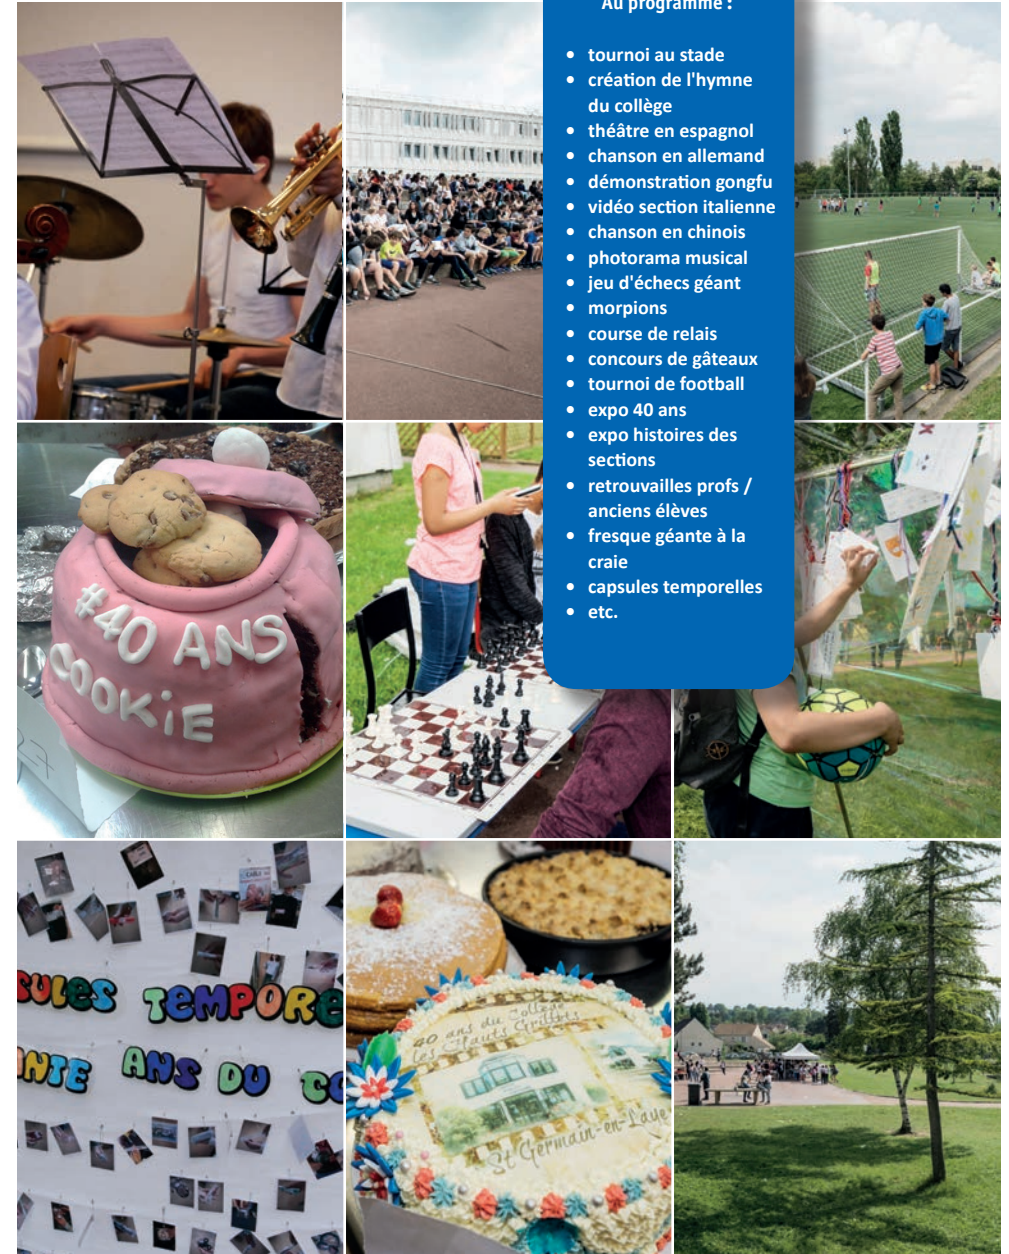 Au programme :
• tournoi au stade
• création de l'hymne
du collège
• théâtre en espagnol
• chanson en allemand
• démonstration gongfu
• vidéo section italienne
• chanson en chinois
• photorama musical
• jeu d'échecs géant
• morpions
• course de relais
• concours de gâteaux
• tournoi de football
• expo 40 ans
• expo histoires des
sections
• retrouvailles profs /
anciens élèves
• fresque géante à la
craie
• capsules temporelles
• etc.
#40 ANS
COOKiE
SULES TEMPORE
NTE ANS DU CO
40 ans du Collège
les Hauts Grillets
St Germain-en-Laye